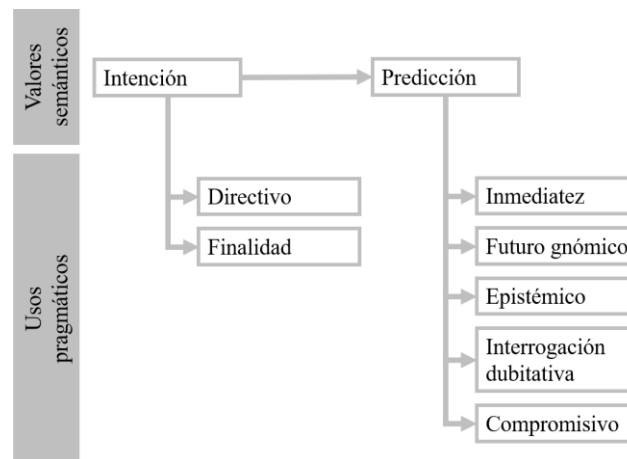 Valores
semánticos
Intención
Predicción
Usos
pragmáticos
Directivo
Finalidad
Inmediatez
Futuro gnómico
Epistémico
Interrogación
dubitativa
Compromisivo